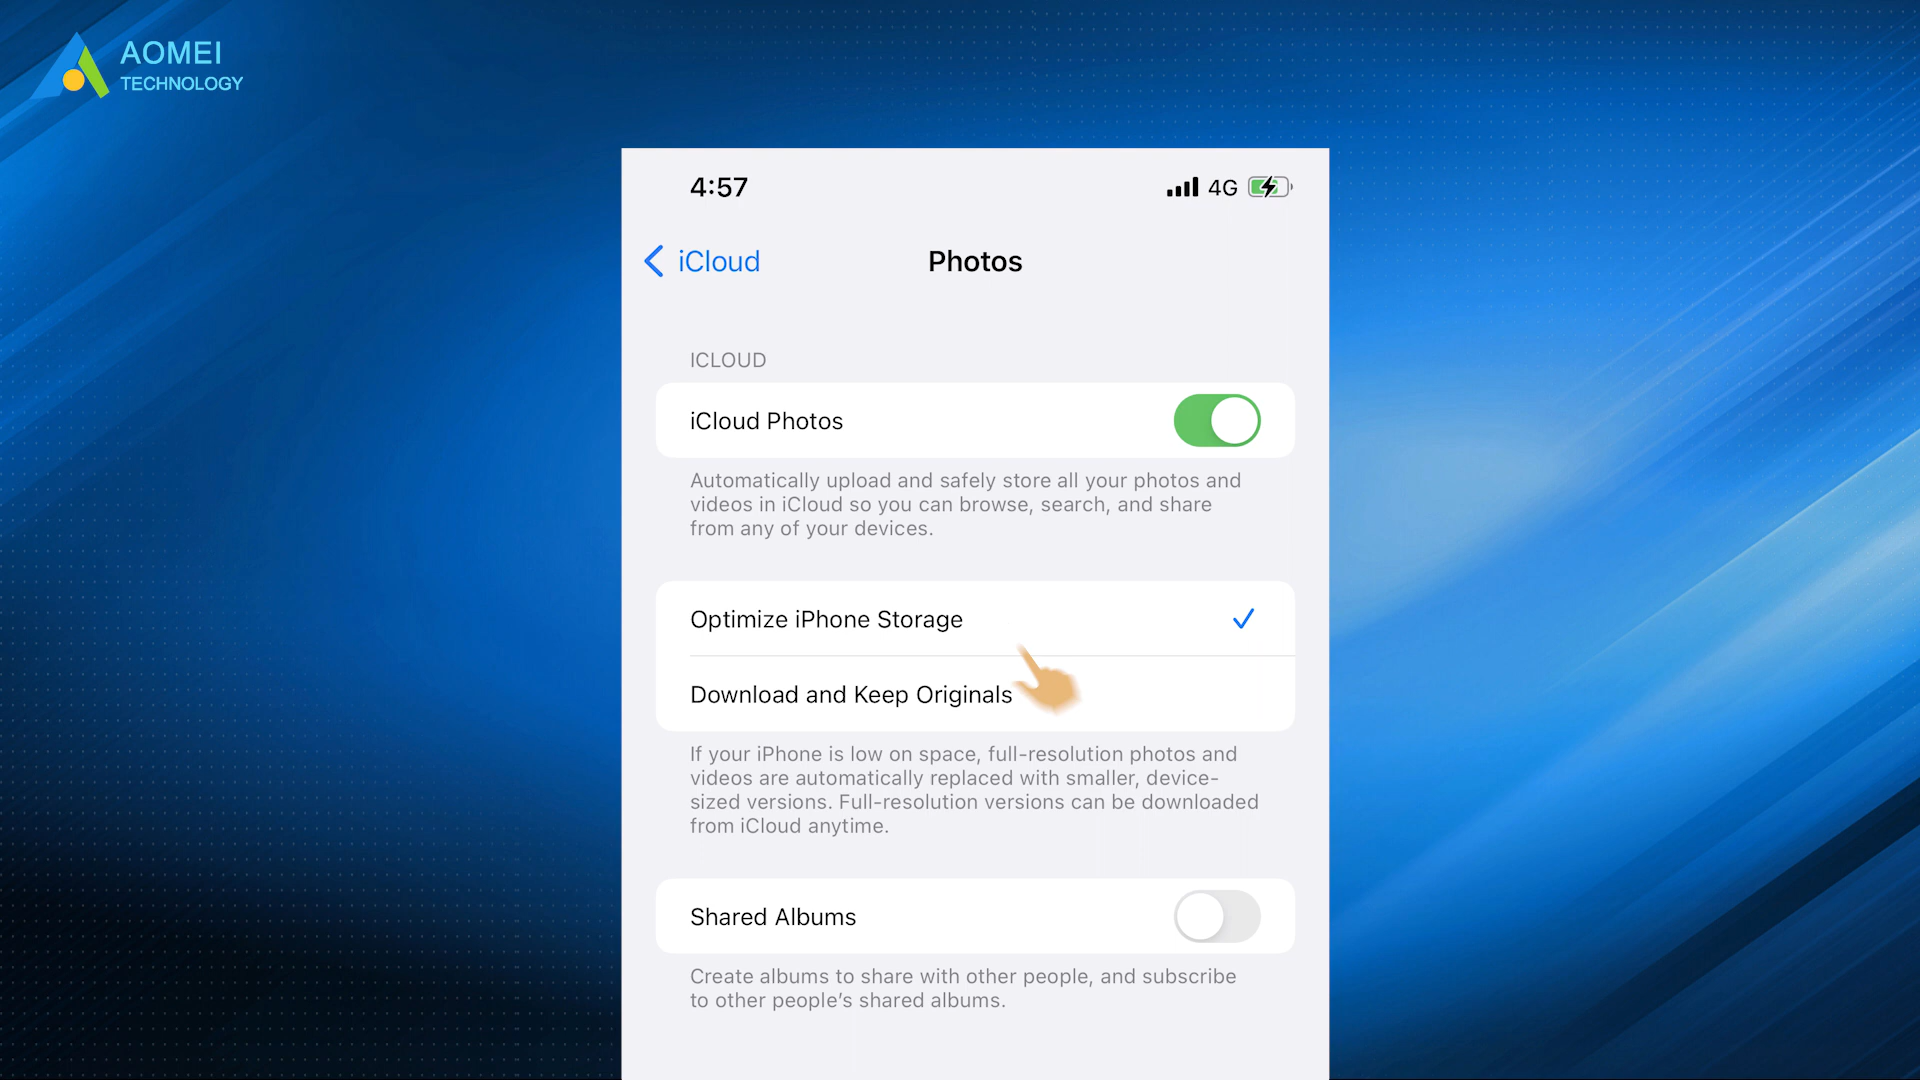 AOMEI
TECHNOLOGY
4:57
4G
iCloud
Photos
ICLOUD
iCloud Photos
Automatically upload and safely store all your photos and
videos in iCloud so you can browse, search, and share
from any of your devices.
Optimize iPhone Storage
Download and Keep Originals
If your iPhone is low on space, full-resolution photos and
videos are automatically replaced with smaller, device-
sized versions. Full-resolution versions can be downloaded
from iCloud anytime.
Shared Albums
Create albums to share with other people, and subscribe
to other people’s shared albums.